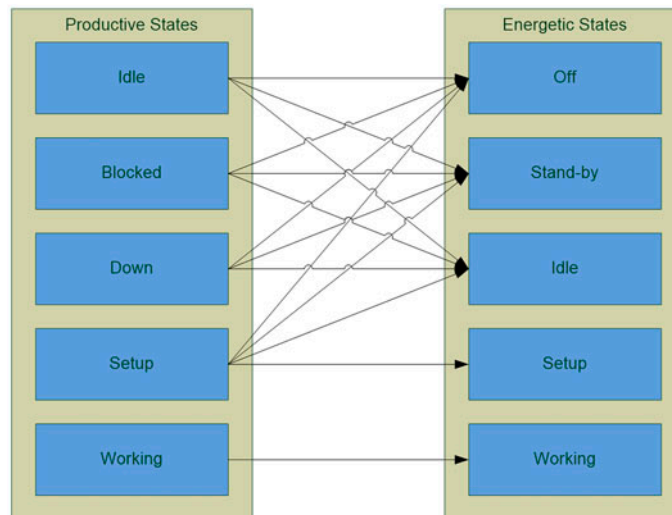 Productive States
Idle
Blocked
Down
Setup
Working
Energetic States
Off
Stand-by
Idle
Setup
Working